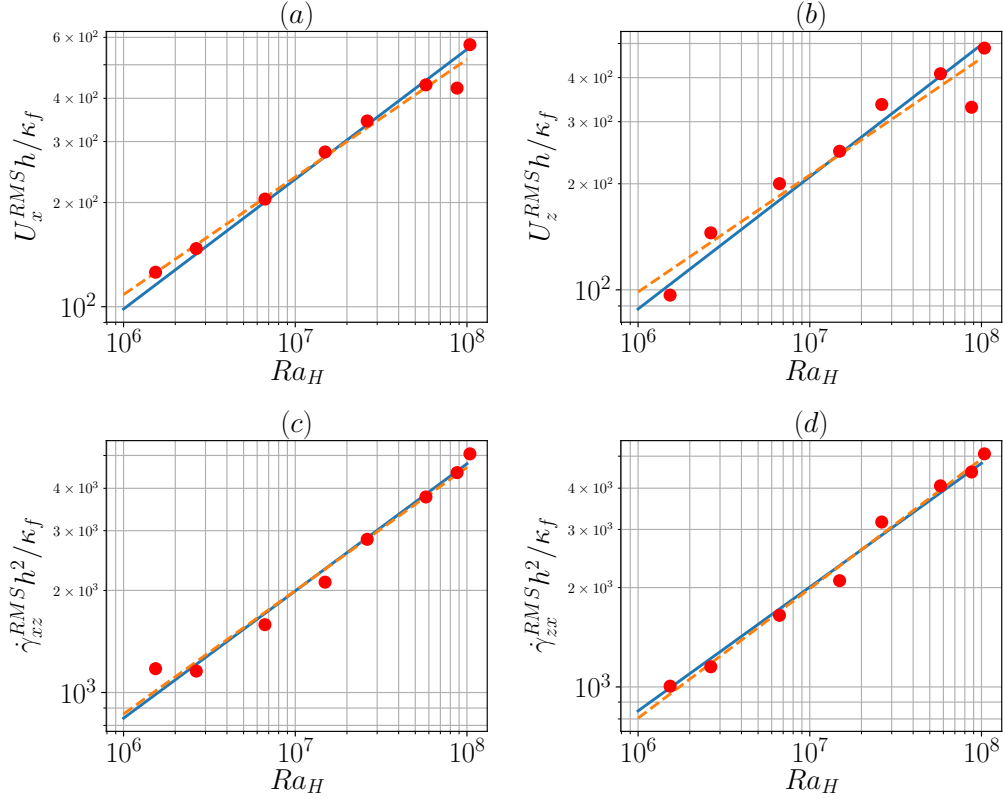 (a)
6 × 10²
4 × 10²
3 × 10²
2 × 10²
10²
U_x^{RMS} h/κ_f
10⁶ 10⁷ 10⁸
Ra_H
(b)
4 × 10²
3 × 10²
2 × 10²
10²
U_z^{RMS} h/κ_f
10⁶ 10⁷ 10⁸
Ra_H
(c)
4 × 10³
3 × 10³
2 × 10³
10³
γ̇_{xz}^{RMS} h²/κ_f
10⁶ 10⁷ 10⁸
Ra_H
(d)
4 × 10³
3 × 10³
2 × 10³
10³
γ̇_{zx}^{RMS} h²/κ_f
10⁶ 10⁷ 10⁸
Ra_H